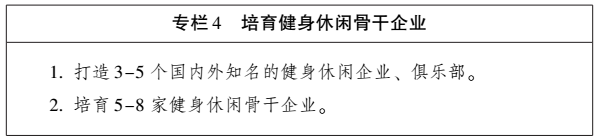 专栏4 培育健身休闲骨干企业
1. 打造3-5个国内外知名的健身休闲企业、俱乐部。
2. 培育5-8家健身休闲骨干企业。